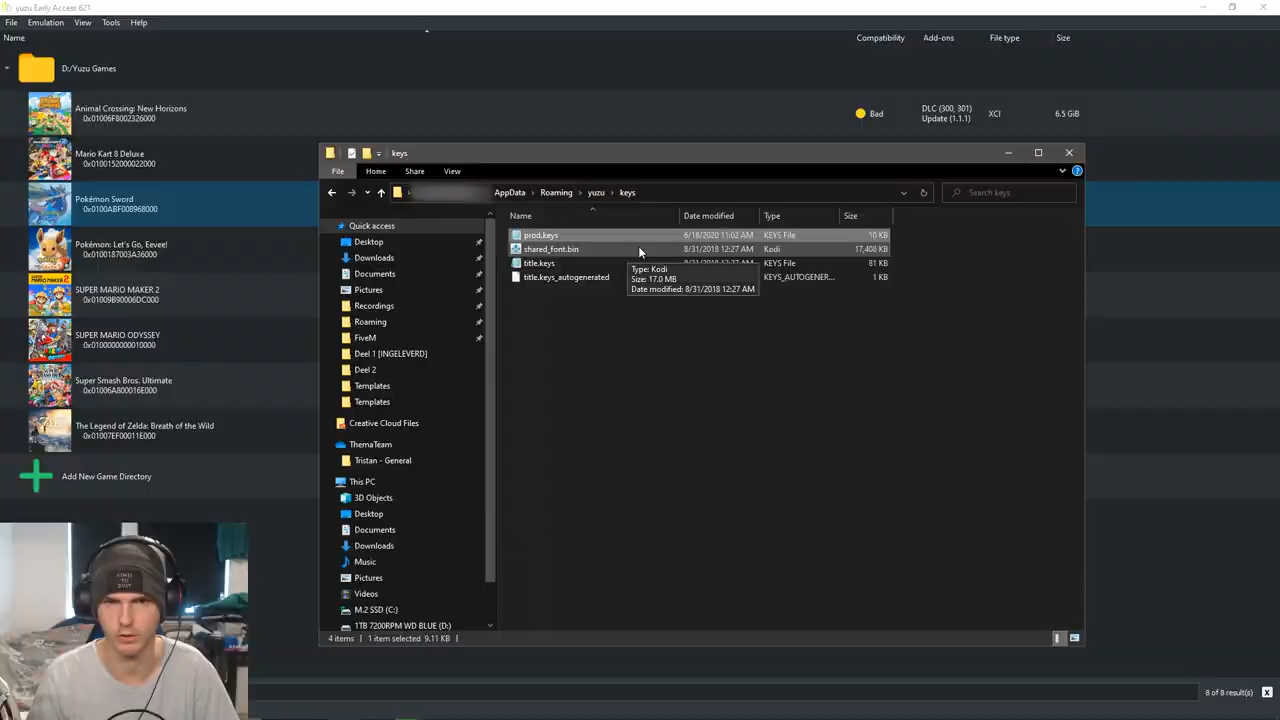 yuzu Early Access 621
File Emulation View Tools Help
Name Compatibility Add-ons File type Size
D:/Yuzu Games
Animal Crossing: New Horizons
0x01006F8002326000
Bad
DLC (300, 301)
Update (1.1.1)
XCI
6.5 GiB
Mario Kart 8 Deluxe
0x0100152000022000
Pokémon Sword
0x0100ABF008968000
Pokémon: Let's Go, Eevee!
0x0100187003A36000
SUPER MARIO MAKER 2
0x01009B90006DC000
SUPER MARIO ODYSSEY
0x0100000000010000
Super Smash Bros. Ultimate
0x01006A800016E000
The Legend of Zelda: Breath of the Wild
0x01007EF00011E000
Add New Game Directory
keys
File Home Share View
AppData Roaming yuzu keys
Search keys
Name Date modified Type Size
prod.keys 6/18/2020 11:02 AM KEYS File 10 KB
shared_font.bin 8/31/2018 12:27 AM Kodi 17,408 KB
title.keys 8/31/2018 12:27 AM KEYS File 81 KB
title.keys_autogenerated KEYS_AUTOGENER... 1 KB
Type: Kodi
Size: 17.0 MB
Date modified: 8/31/2018 12:27 AM
Quick access
Desktop
Downloads
Documents
Pictures
Recordings
Roaming
FiveM
Deel 1 [INGELEVERD]
Deel 2
Templates
Templates
Creative Cloud Files
ThemaTeam
Tristan - General
This PC
3D Objects
Desktop
Documents
Downloads
Music
Pictures
Videos
M.2 SSD (C:)
1TB 7200RPM WD BLUE (D:)
4 items 1 item selected 9.11 KB
8 of 8 result(s) X